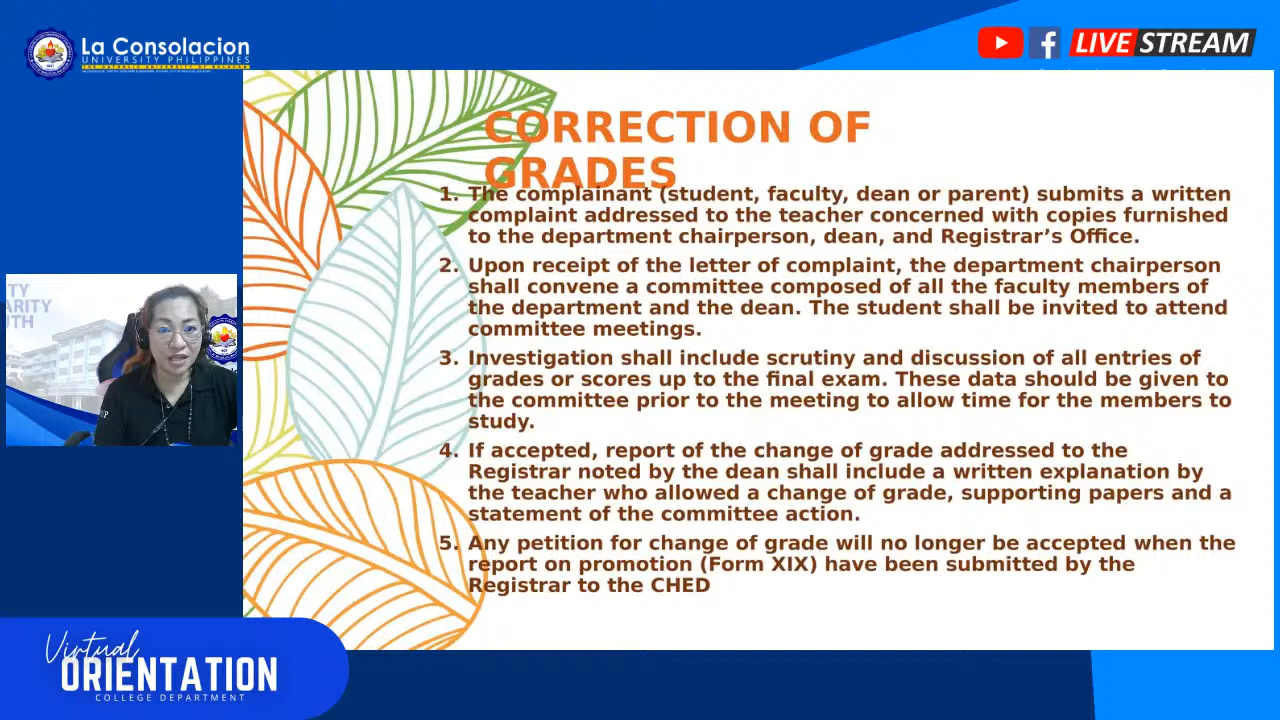 La Consolacion
UNIVERSITY PHILIPPINES
THE CATHOLIC UNIVERSITY OF BULACAN
LIVE STREAM
CORRECTION OF
GRADES
1. The complainant (student, faculty, dean or parent) submits a written
complaint addressed to the teacher concerned with copies furnished
to the department chairperson, dean, and Registrar’s Office.
2. Upon receipt of the letter of complaint, the department chairperson
shall convene a committee composed of all the faculty members of
the department and the dean. The student shall be invited to attend
committee meetings.
3. Investigation shall include scrutiny and discussion of all entries of
grades or scores up to the final exam. These data should be given to
the committee prior to the meeting to allow time for the members to
study.
4. If accepted, report of the change of grade addressed to the
Registrar noted by the dean shall include a written explanation by
the teacher who allowed a change of grade, supporting papers and a
statement of the committee action.
5. Any petition for change of grade will no longer be accepted when the
report on promotion (Form XIX) have been submitted by the
Registrar to the CHED
TY
ARITY
UTH
Virtual
ORIENTATION
COLLEGE DEPARTMENT